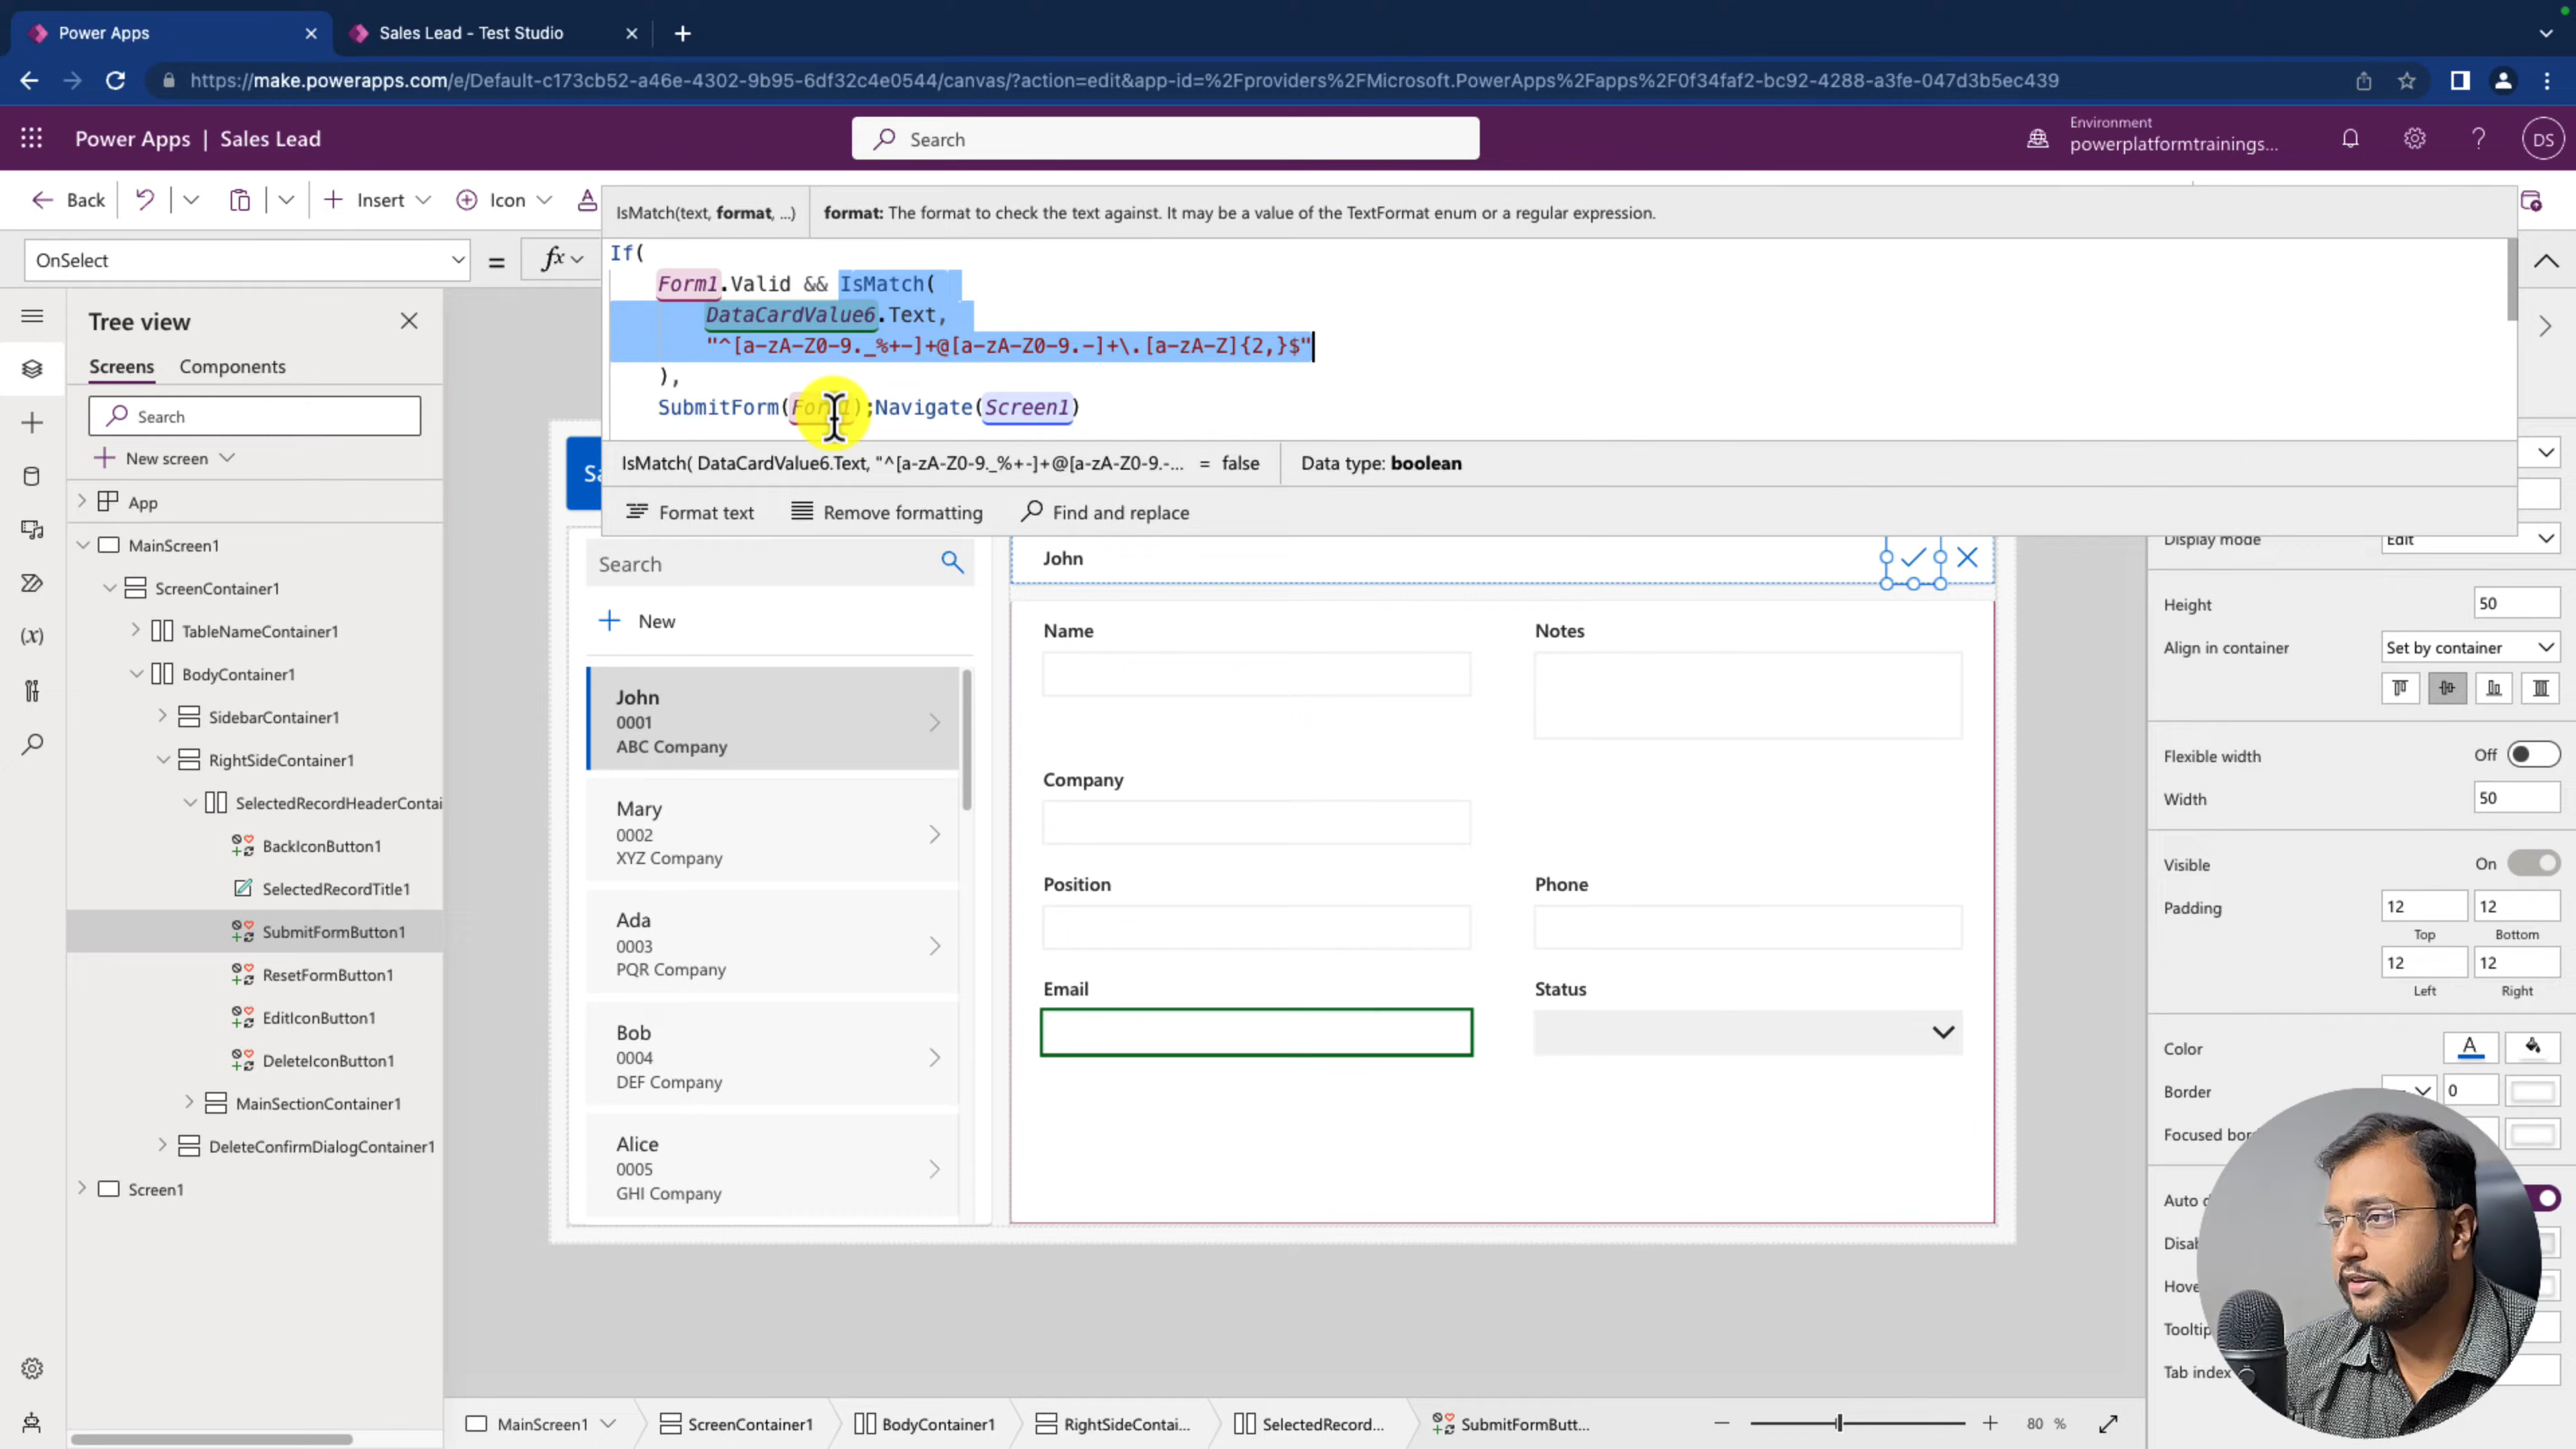 Power Apps
Sales Lead - Test Studio
https://make.powerapps.com/e/Default-c173cb52-a46e-4302-9b95-6df32c4e0544/canvas/?action=edit&app-id=%2Fproviders%2FMicrosoft.PowerApps%2Fapps%2F0f34faf2-bc92-4288-a3fe-047d3b5ec439
Power Apps | Sales Lead
Search
Environment
powerplatformtrainings...
DS
Back
Insert
Icon
IsMatch(text, format, ...)
format: The format to check the text against. It may be a value of the TextFormat enum or a regular expression.
OnSelect
=
fx
If(
Form1.Valid && IsMatch(
DataCardValue6.Text,
"^[a-zA-Z0-9._%+-]+@[a-zA-Z0-9.-]+\.[a-zA-Z]{2,}$"
),
SubmitForm(Form1);Navigate(Screen1)
IsMatch( DataCardValue6.Text, "^[a-zA-Z0-9._%+-]+@[a-zA-Z0-9.-... = false
Data type: boolean
Format text
Remove formatting
Find and replace
Tree view
Screens
Components
Search
New screen
App
MainScreen1
ScreenContainer1
TableNameContainer1
BodyContainer1
SidebarContainer1
RightSideContainer1
SelectedRecordHeaderContai
BackIconButton1
SelectedRecordTitle1
SubmitFormButton1
ResetFormButton1
EditIconButton1
DeleteIconButton1
MainSectionContainer1
DeleteConfirmDialogContainer1
Screen1
Search
New
John
0001
ABC Company
Mary
0002
XYZ Company
Ada
0003
PQR Company
Bob
0004
DEF Company
Alice
0005
GHI Company
John
Name
Notes
Company
Position
Phone
Email
Status
Display mode
Edit
Height
50
Align in container
Set by container
Flexible width
Off
Width
50
Visible
On
Padding
12
12
Top
Bottom
12
12
Left
Right
Color
Border
0
Focused bor
Auto d
Disab
Hove
Tooltip
Tab index
MainScreen1
ScreenContainer1
BodyContainer1
RightSideContai...
SelectedRecord...
SubmitFormButt...
80 %